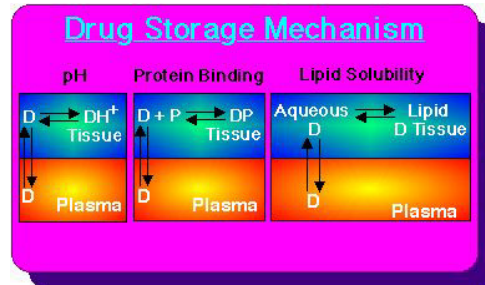 Drug Storage Mechanism
pH
D DH+
Tissue
D
Plasma
Protein Binding
D + P DP
Tissue
D
Plasma
Lipid Solubility
Aqueous Lipid
D D Tissue
D
Plasma